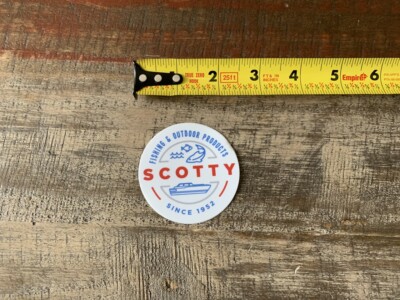 2 2511 3 4 5 Empire 6
FISHING & OUTDOOR PRODUCTS
SCOTTY
SINCE 1952